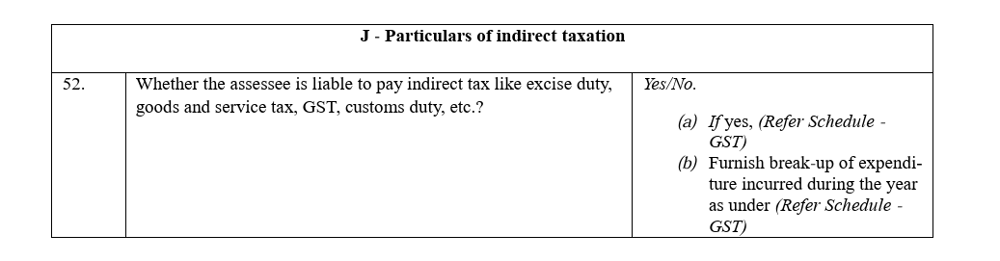 J - Particulars of indirect taxation
52.
Whether the assessee is liable to pay indirect tax like excise duty,
goods and service tax, GST, customs duty, etc.?
Yes/No.
(a) If yes, (Refer Schedule -
GST)
(b) Furnish break-up of expendi-
ture incurred during the year
as under (Refer Schedule -
GST)